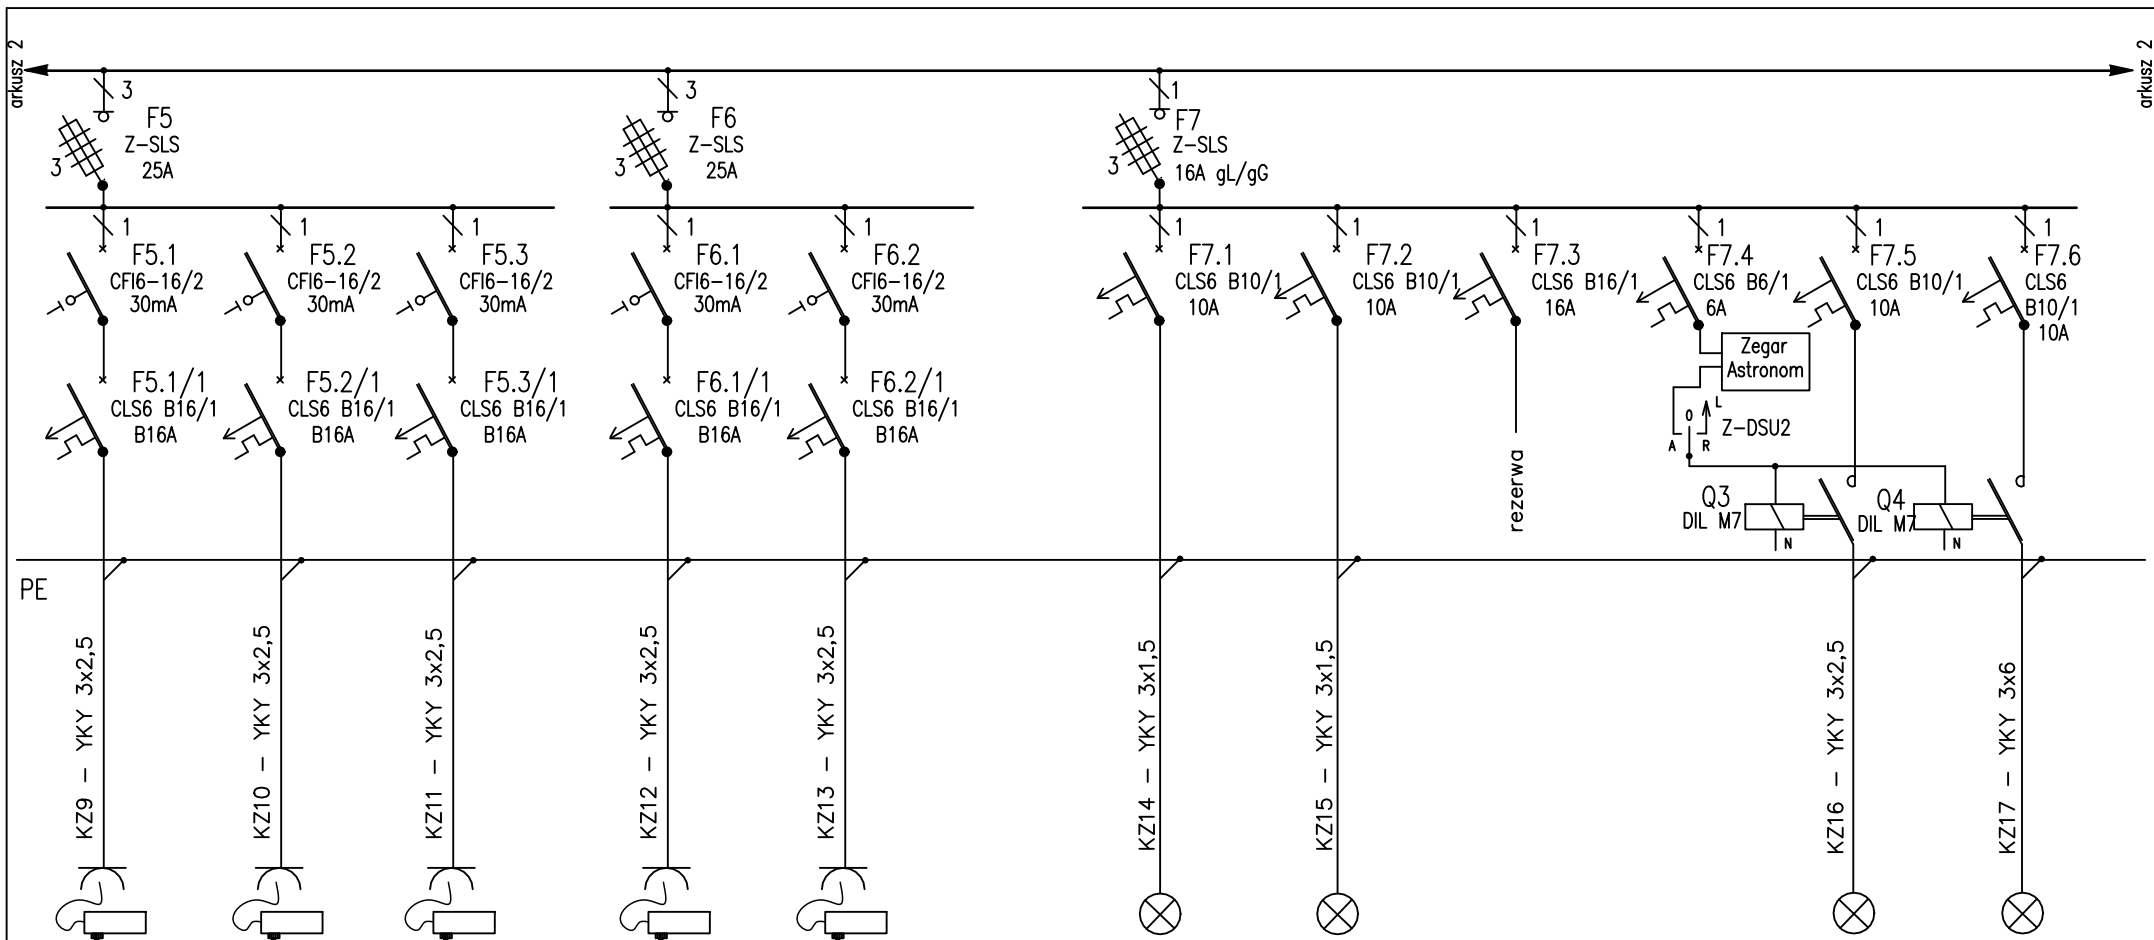 arkusz 2
arkusz 2
3
F5
Z-SLS
25A
3
3
F6
Z-SLS
25A
3
1
F7
Z-SLS
16A gL/gG
3
1
F5.1
CFI6-16/2
30mA
1
F5.2
CFI6-16/2
30mA
1
F5.3
CFI6-16/2
30mA
1
F6.1
CFI6-16/2
30mA
1
F6.2
CFI6-16/2
30mA
1
F7.1
CLS6 B10/1
10A
1
F7.2
CLS6 B10/1
10A
1
F7.3
CLS6 B16/1
16A
1
F7.4
CLS6 B6/1
6A
1
F7.5
CLS6 B10/1
10A
1
F7.6
CLS6
B10/1
10A
F5.1/1
CLS6 B16/1
B16A
F5.2/1
CLS6 B16/1
B16A
F5.3/1
CLS6 B16/1
B16A
F6.1/1
CLS6 B16/1
B16A
F6.2/1
CLS6 B16/1
B16A
rezerwa
Zegar
Astronom
L
0
A
R
Z-DSU2
Q3
DIL M7
N
Q4
DIL M7
N
PE
KZ9 - YKY 3x2,5
KZ10 - YKY 3x2,5
KZ11 - YKY 3x2,5
KZ12 - YKY 3x2,5
KZ13 - YKY 3x2,5
KZ14 - YKY 3x1,5
KZ15 - YKY 3x1,5
KZ16 - YKY 3x2,5
KZ17 - YKY 3x6